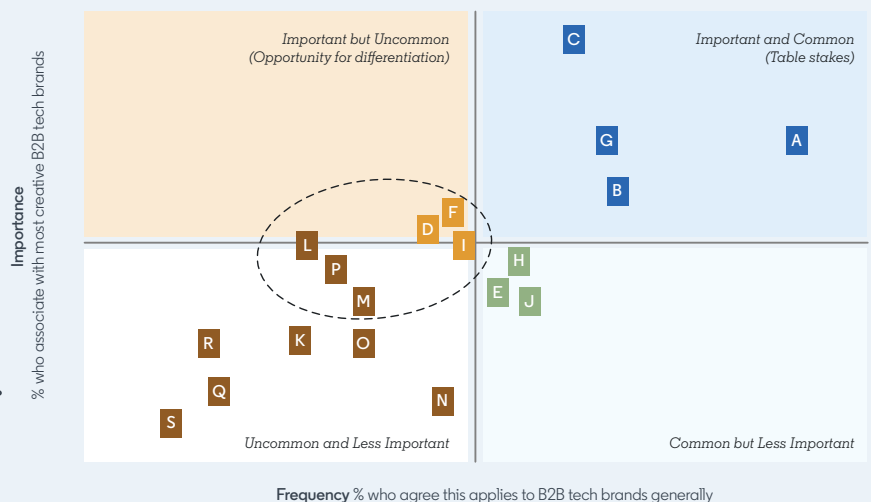 Important but Uncommon
(Opportunity for differentiation)
Important and Common
(Table stakes)
C
G
A
B
F
D
I
L
P
M
H
E
J
R
K
O
Q
N
S
Uncommon and Less Important
Common but Less Important
Importance
% who associate with most creative B2B tech brands
Frequency % who agree this applies to B2B tech brands generally